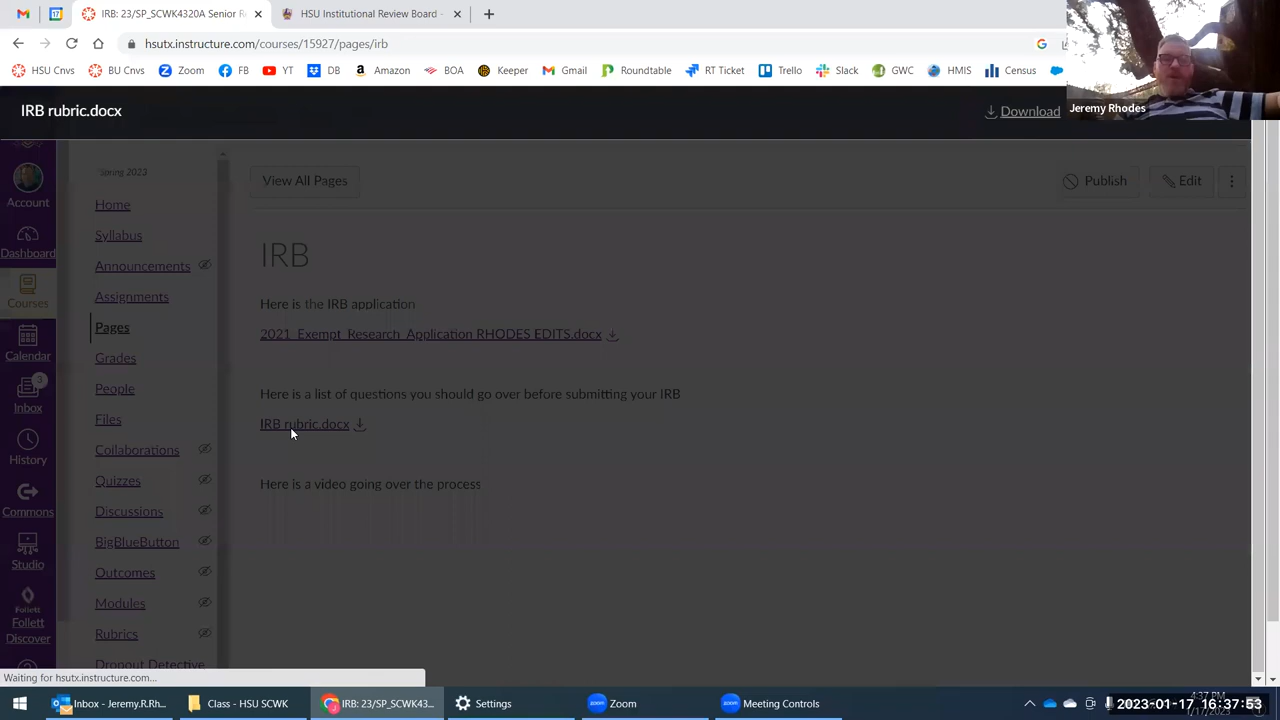 IRB: 23/SP_SCWK4320A Senior R
HSU Institutional Review Board -
hsutx.instructure.com/courses/15927/pages/irb
HSU Cnvs
BU Cnvs
Zoom
FB
YT
DB
Amazon
BOA
Keeper
Gmail
Roundtable
RT Ticket
Trello
Slack
GWC
HMIS
Census
Jeremy Rhodes
IRB rubric.docx
Download
Spring 2023
Account
Dashboard
Courses
Calendar
3
Inbox
History
Commons
Studio
Follett
Follett
Discover
Home
Syllabus
Announcements
Assignments
Pages
Grades
People
Files
Collaborations
Quizzes
Discussions
BigBlueButton
Outcomes
Modules
Rubrics
Dropout Detective
View All Pages
Publish
Edit
IRB
Here is the IRB application
2021_Exempt_Research_Application RHODES EDITS.docx
Here is a list of questions you should go over before submitting your IRB
IRB rubric.docx
Here is a video going over the process
Waiting for hsutx.instructure.com...
Inbox - Jeremy.R.Rh...
Class - HSU SCWK
IRB: 23/SP_SCWK43...
Settings
Zoom
Meeting Controls
4:37 PM
2023-01-17 16:37:53